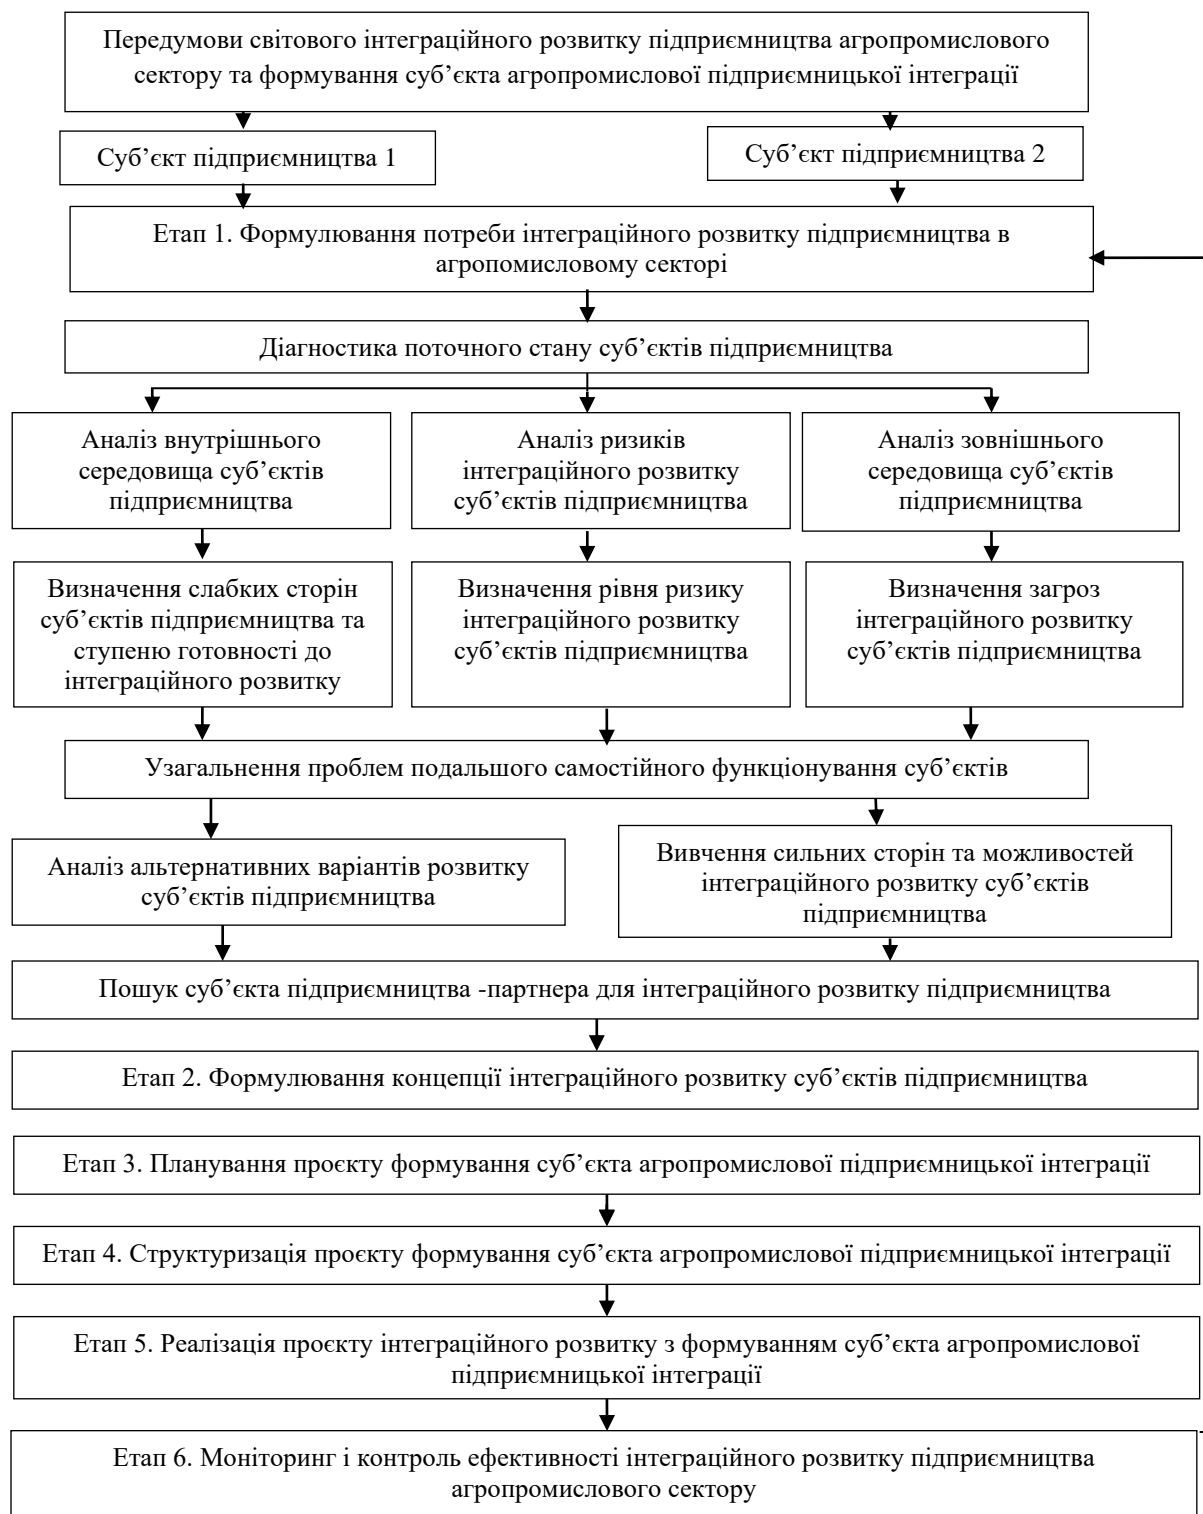 Передумови світового інтеграційного розвитку підприємництва агропромислового
сектору та формування суб’єкта агропромислової підприємницької інтеграції
Суб’єкт підприємництва 1
Суб’єкт підприємництва 2
Етап 1. Формулювання потреби інтеграційного розвитку підприємництва в
агропомисловому секторі
Діагностика поточного стану суб’єктів підприємництва
Аналіз внутрішнього
середовища суб’єктів
підприємництва
Аналіз ризиків
інтеграційного розвитку
суб’єктів підприємництва
Аналіз зовнішнього
середовища суб’єктів
підприємництва
Визначення слабких сторін
суб’єктів підприємництва та
ступеню готовності до
інтеграційного розвитку
Визначення рівня ризику
інтеграційного розвитку
суб’єктів підприємництва
Визначення загроз
інтеграційного розвитку
суб’єктів підприємництва
Узагальнення проблем подальшого самостійного функціонування суб’єктів
Аналіз альтернативних варіантів розвитку
суб’єктів підприємництва
Вивчення сильних сторін та можливостей
інтеграційного розвитку суб’єктів
підприємництва
Пошук суб’єкта підприємництва -партнера для інтеграційного розвитку підприємництва
Етап 2. Формулювання концепції інтеграційного розвитку суб’єктів підприємництва
Етап 3. Планування проєкту формування суб’єкта агропромислової підприємницької інтеграції
Етап 4. Структуризація проєкту формування суб’єкта агропромислової підприємницької інтеграції
Етап 5. Реалізація проєкту інтеграційного розвитку з формуванням суб’єкта агропромислової
підприємницької інтеграції
Етап 6. Моніторинг і контроль ефективності інтеграційного розвитку підприємництва
агропромислового сектору